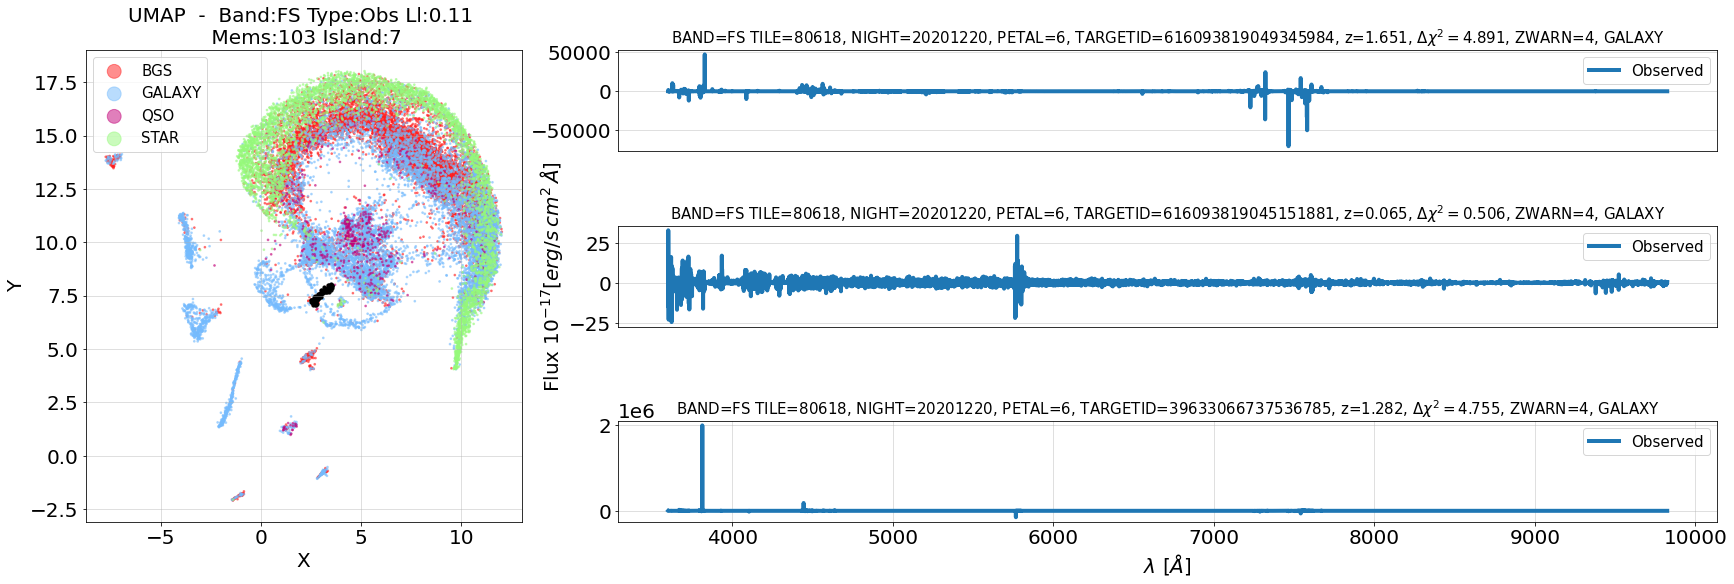 UMAP - Band:FS Type:Obs Ll:0.11
Mems:103 Island:7
BGS
GALAXY
QSO
STAR
17.5
15.0
12.5
10.0
7.5
5.0
2.5
0.0
−2.5
Y
−5
0
5
10
X
Flux 10⁻¹⁷[erg/s cm² Å]
BAND=FS TILE=80618, NIGHT=20201220, PETAL=6, TARGETID=616093819049345984, z=1.651, Δχ² = 4.891, ZWARN=4, GALAXY
50000
0
−50000
Observed
BAND=FS TILE=80618, NIGHT=20201220, PETAL=6, TARGETID=616093819045151881, z=0.065, Δχ² = 0.506, ZWARN=4, GALAXY
25
0
−25
Observed
1e6
BAND=FS TILE=80618, NIGHT=20201220, PETAL=6, TARGETID=39633066737536785, z=1.282, Δχ² = 4.755, ZWARN=4, GALAXY
2
0
Observed
4000
5000
6000
7000
8000
9000
10000
λ [Å]